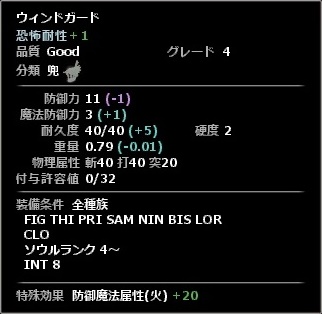 ウィンドガード
恐怖耐性+1
品質 Good グレード 4
分類 兜
防御力 11 (-1)
魔法防御力 3 (+1)
耐久度 40/40 (+5) 硬度 2
重量 0.79 (-0.01)
物理属性 斬40 打40 突20
付与許容値 0/32
装備条件 全種族
FIG THI PRI SAM NIN BIS LOR
CLO
ソウルランク 4～
INT 8
特殊効果 防御魔法属性(火) +20